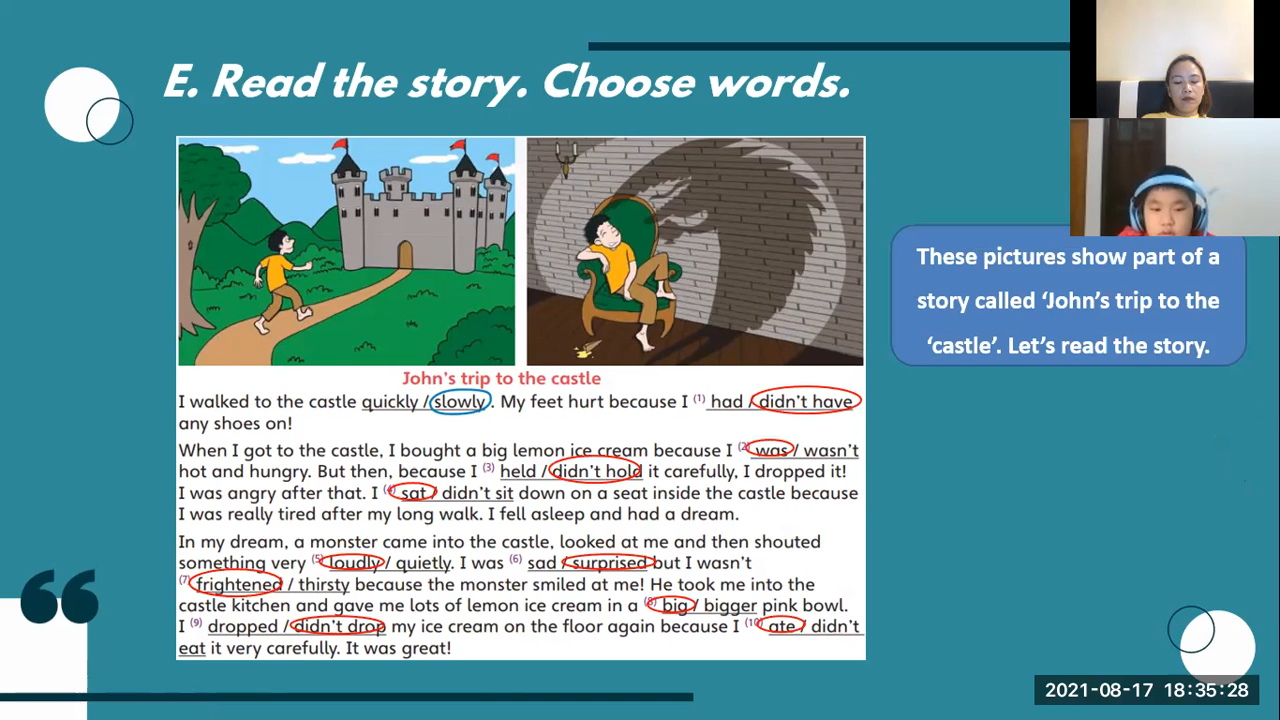 E. Read the story. Choose words.
These pictures show part of a
story called ‘John’s trip to the
‘castle’. Let’s read the story.
John’s trip to the castle
I walked to the castle quickly / slowly. My feet hurt because I (1) had / didn’t have
any shoes on!
When I got to the castle, I bought a big lemon ice cream because I (2) was / wasn’t
hot and hungry. But then, because I (3) held / didn’t hold it carefully, I dropped it!
I was angry after that. I (4) sat / didn’t sit down on a seat inside the castle because
I was really tired after my long walk. I fell asleep and had a dream.
In my dream, a monster came into the castle, looked at me and then shouted
something very (5) loudly / quietly. I was (6) sad / surprised but I wasn’t
(7) frightened / thirsty because the monster smiled at me! He took me into the
castle kitchen and gave me lots of lemon ice cream in a (8) big / bigger pink bowl.
I (9) dropped / didn’t drop my ice cream on the floor again because I (10) ate / didn’t
eat it very carefully. It was great!
2021-08-17 18:35:28